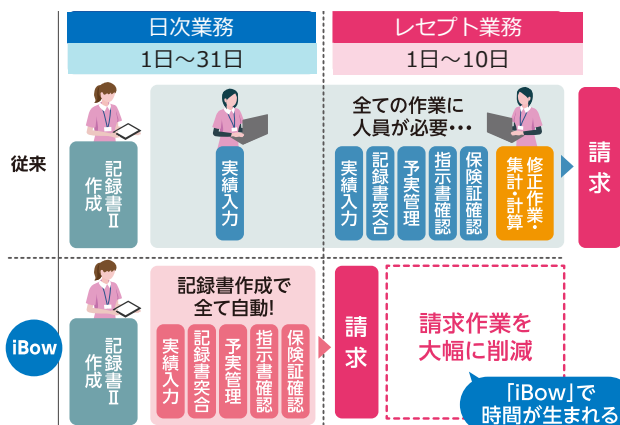 日次業務
レセプト業務
1日～31日
1日～10日
従来
記録書Ⅱ
作成
実績入力
全ての作業に
人員が必要･･･
実績入力
記録書突合
予実管理
指示書確認
保険証確認
修正作業・
集計・計算
請求
iBow
記録書Ⅱ
作成
記録書作成で
全て自動!
実績入力
記録書突合
予実管理
指示書確認
保険証確認
請求
請求作業を
大幅に削減
「iBow」で
時間が生まれる